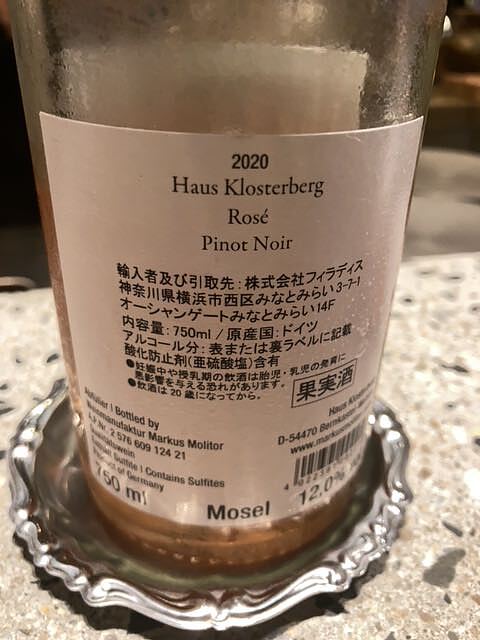 2020
Haus Klosterberg
Rosé
Pinot Noir
輸入者及び引取先：株式会社フィラディス
神奈川県横浜市西区みなとみらい3-7-1
オーシャンゲートみなとみらい14F
内容量：750ml / 原産国：ドイツ
アルコール分：表または裏ラベルに記載
酸化防止剤(亜硫酸塩)含有
●妊娠中や授乳期の飲酒は胎児・乳児の発育に
悪影響を与える恐れがあります。
●飲酒は20歳になってから。
果実酒
Abfüller | Bottled by
Markus Molitor
2 576 609 124 21
| Contains Sulfites
of Germany
750 ml
Mosel
Haus
D-54470
12.0%